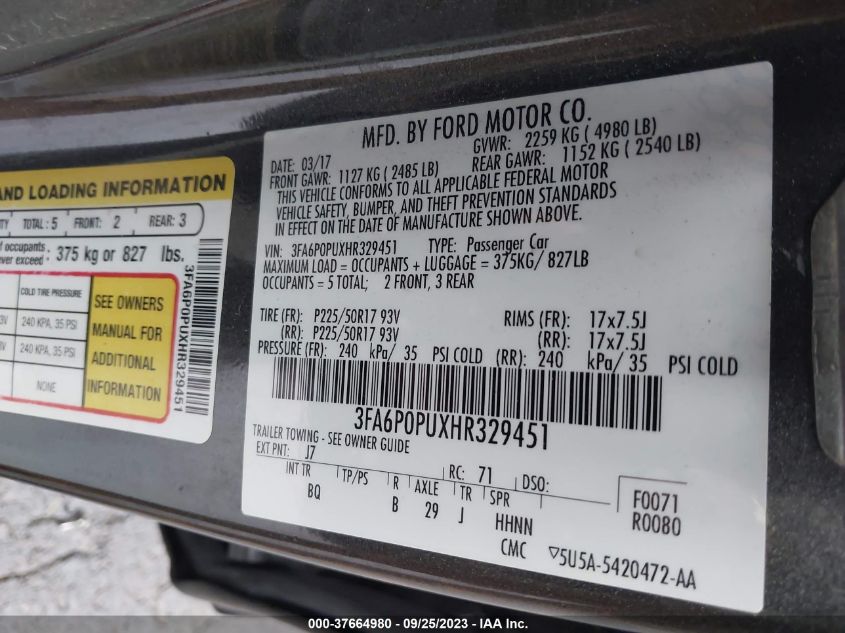 AND LOADING INFORMATION
TOTAL: 5 FRONT: 2 REAR: 3
occupants
ever exceed: 375 kg or 827 lbs.
COLD TIRE PRESSURE
240 KPA, 35 PSI
240 KPA, 35 PSI
NONE
SEE OWNERS
MANUAL FOR
ADDITIONAL
INFORMATION
3FA6P0PUXHR329451
MFD. BY FORD MOTOR CO.
DATE: 03/17 GVWR: 2259 KG ( 4980 LB)
FRONT GAWR: 1127 KG ( 2485 LB) REAR GAWR: 1152 KG ( 2540 LB)
THIS VEHICLE CONFORMS TO ALL APPLICABLE FEDERAL MOTOR
VEHICLE SAFETY, BUMPER, AND THEFT PREVENTION STANDARDS
IN EFFECT ON THE DATE OF MANUFACTURE SHOWN ABOVE.
VIN: 3FA6P0PUXHR329451 TYPE: Passenger Car
MAXIMUM LOAD = OCCUPANTS + LUGGAGE = 375KG/ 827LB
OCCUPANTS = 5 TOTAL; 2 FRONT, 3 REAR
TIRE (FR): P225/50R17 93V RIMS (FR): 17x7.5J
(RR): P225/50R17 93V (RR): 17x7.5J
PRESSURE (FR): 240 kPa/ 35 PSI COLD (RR): 240 kPa/ 35 PSI COLD
3FA6P0PUXHR329451
TRAILER TOWING - SEE OWNER GUIDE
EXT PNT: J7 RC: 71 DSO:
INT TR TP/PS R AXLE TR SPR
BQ B 29 J HHNN
CMC
F0071
R0080
▽5U5A-5420472-AA
000-37664980 - 09/25/2023 - IAA Inc.